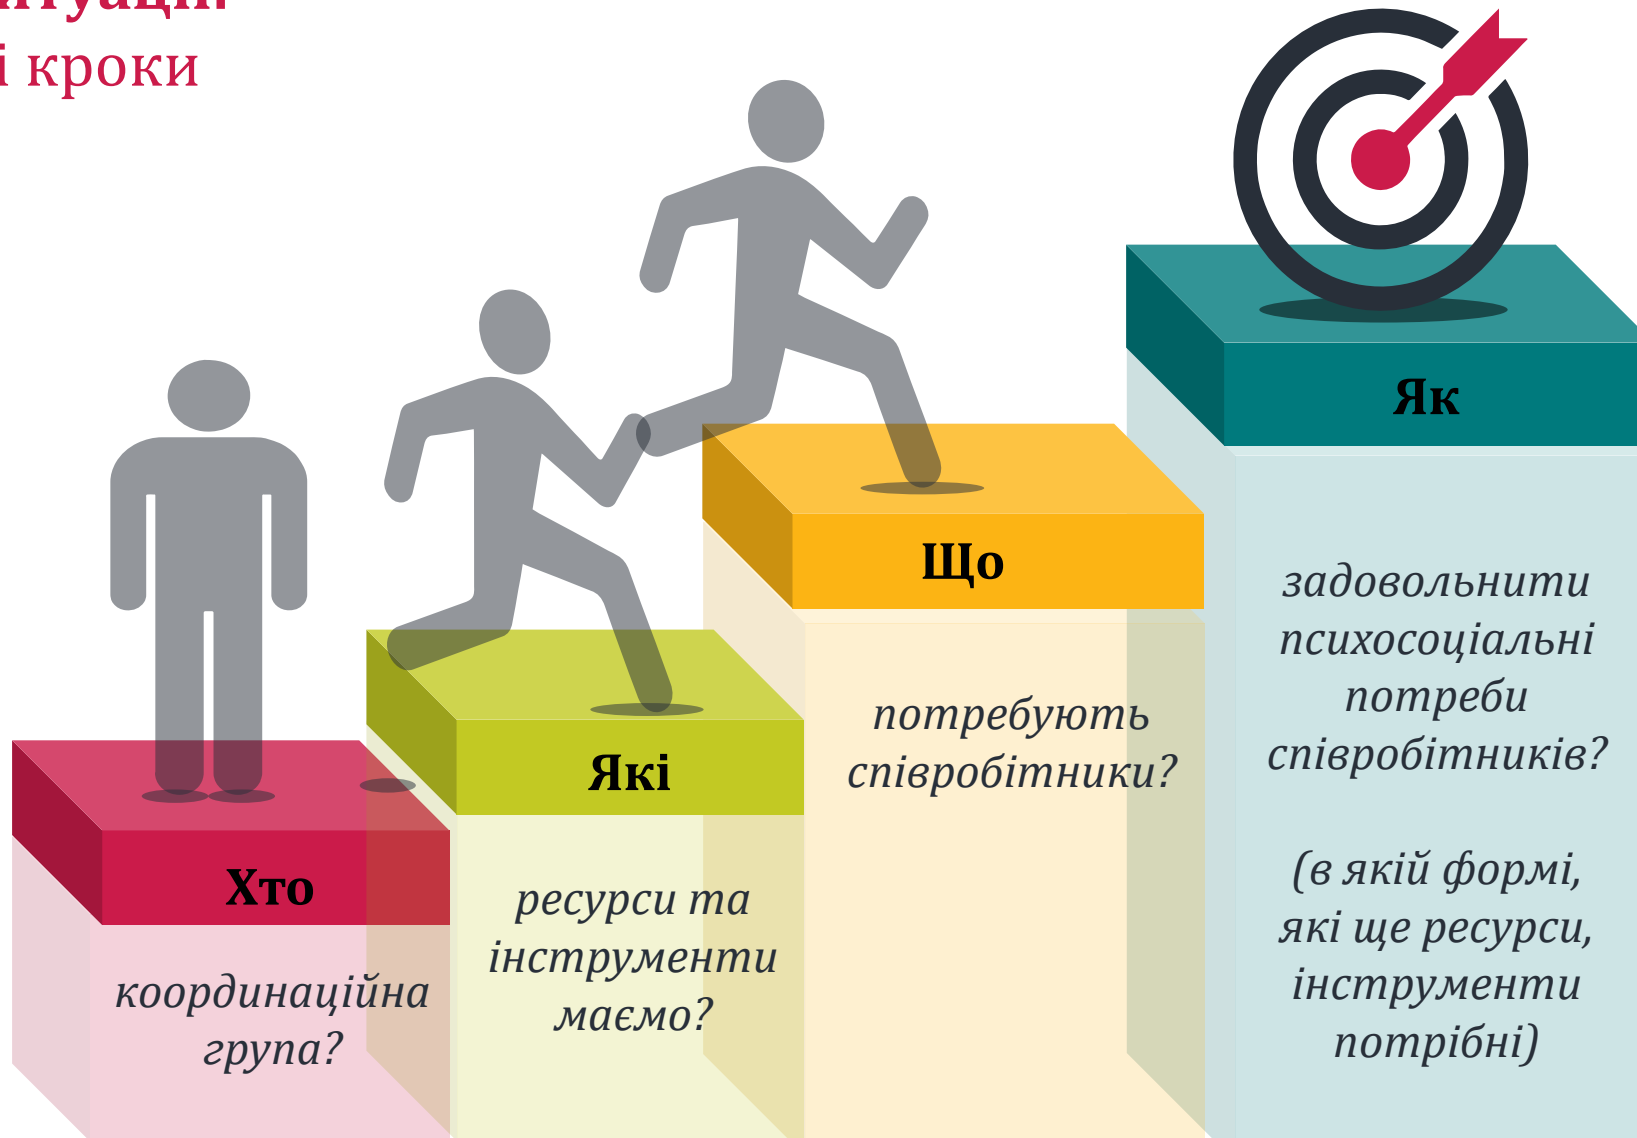 і кроки
Хто
координаційна
група?
Які
ресурси та
інструменти
маємо?
Що
потребують
співробітники?
Як
задовольнити
психосоціальні
потреби
співробітників?
(в якій формі,
які ще ресурси,
інструменти
потрібні)